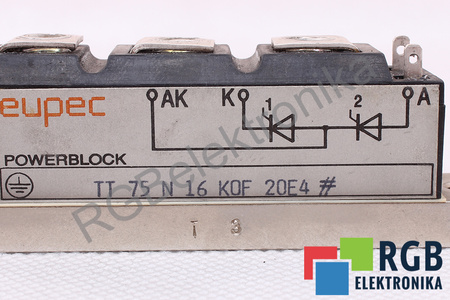 eupec
AK K A
1 2
POWERBLOCK
TT 75 N 16 KOF 20E4 #
T 3
RGBelektronika
RGB
ELEKTRONIKA